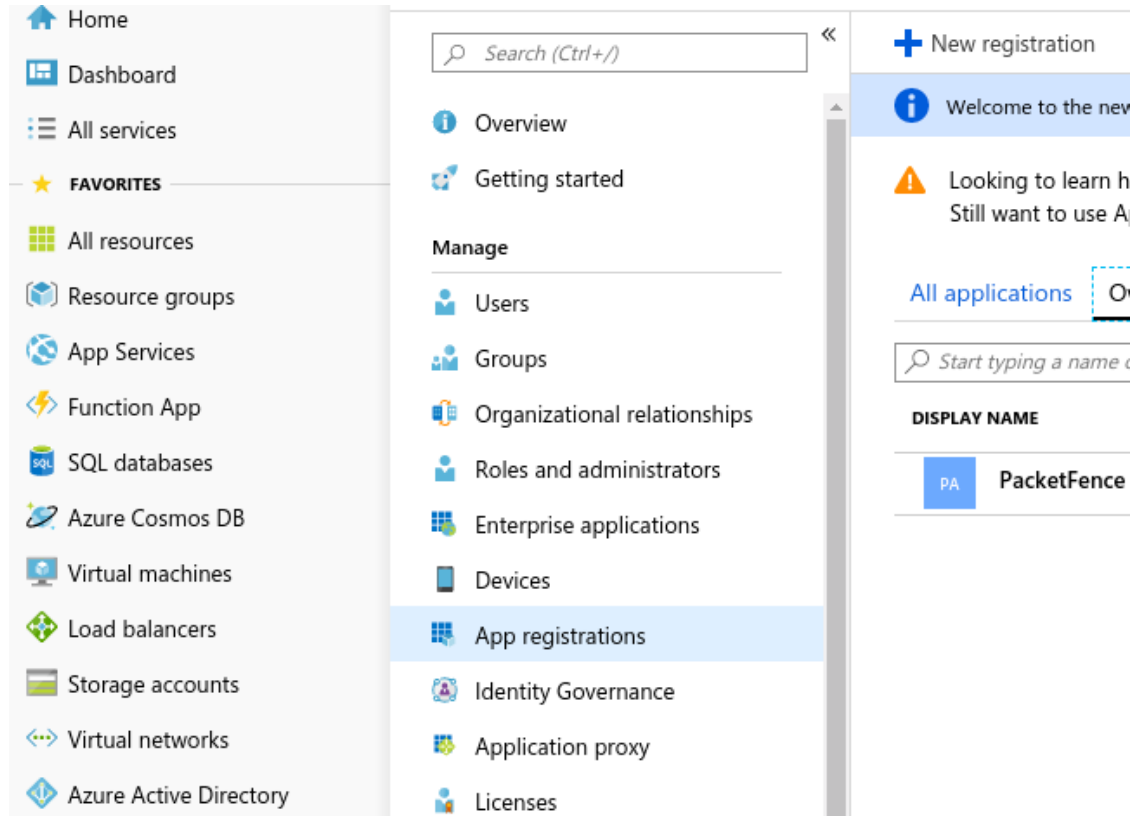 Home
Dashboard
All services
FAVORITES
All resources
Resource groups
App Services
Function App
SQL databases
Azure Cosmos DB
Virtual machines
Load balancers
Storage accounts
Virtual networks
Azure Active Directory
Search (Ctrl+/)
Overview
Getting started
Manage
Users
Groups
Organizational relationships
Roles and administrators
Enterprise applications
Devices
App registrations
Identity Governance
Application proxy
Licenses
New registration
Welcome to the new
Looking to learn h
Still want to use A
All applications
Start typing a name
DISPLAY NAME
PA PacketFence